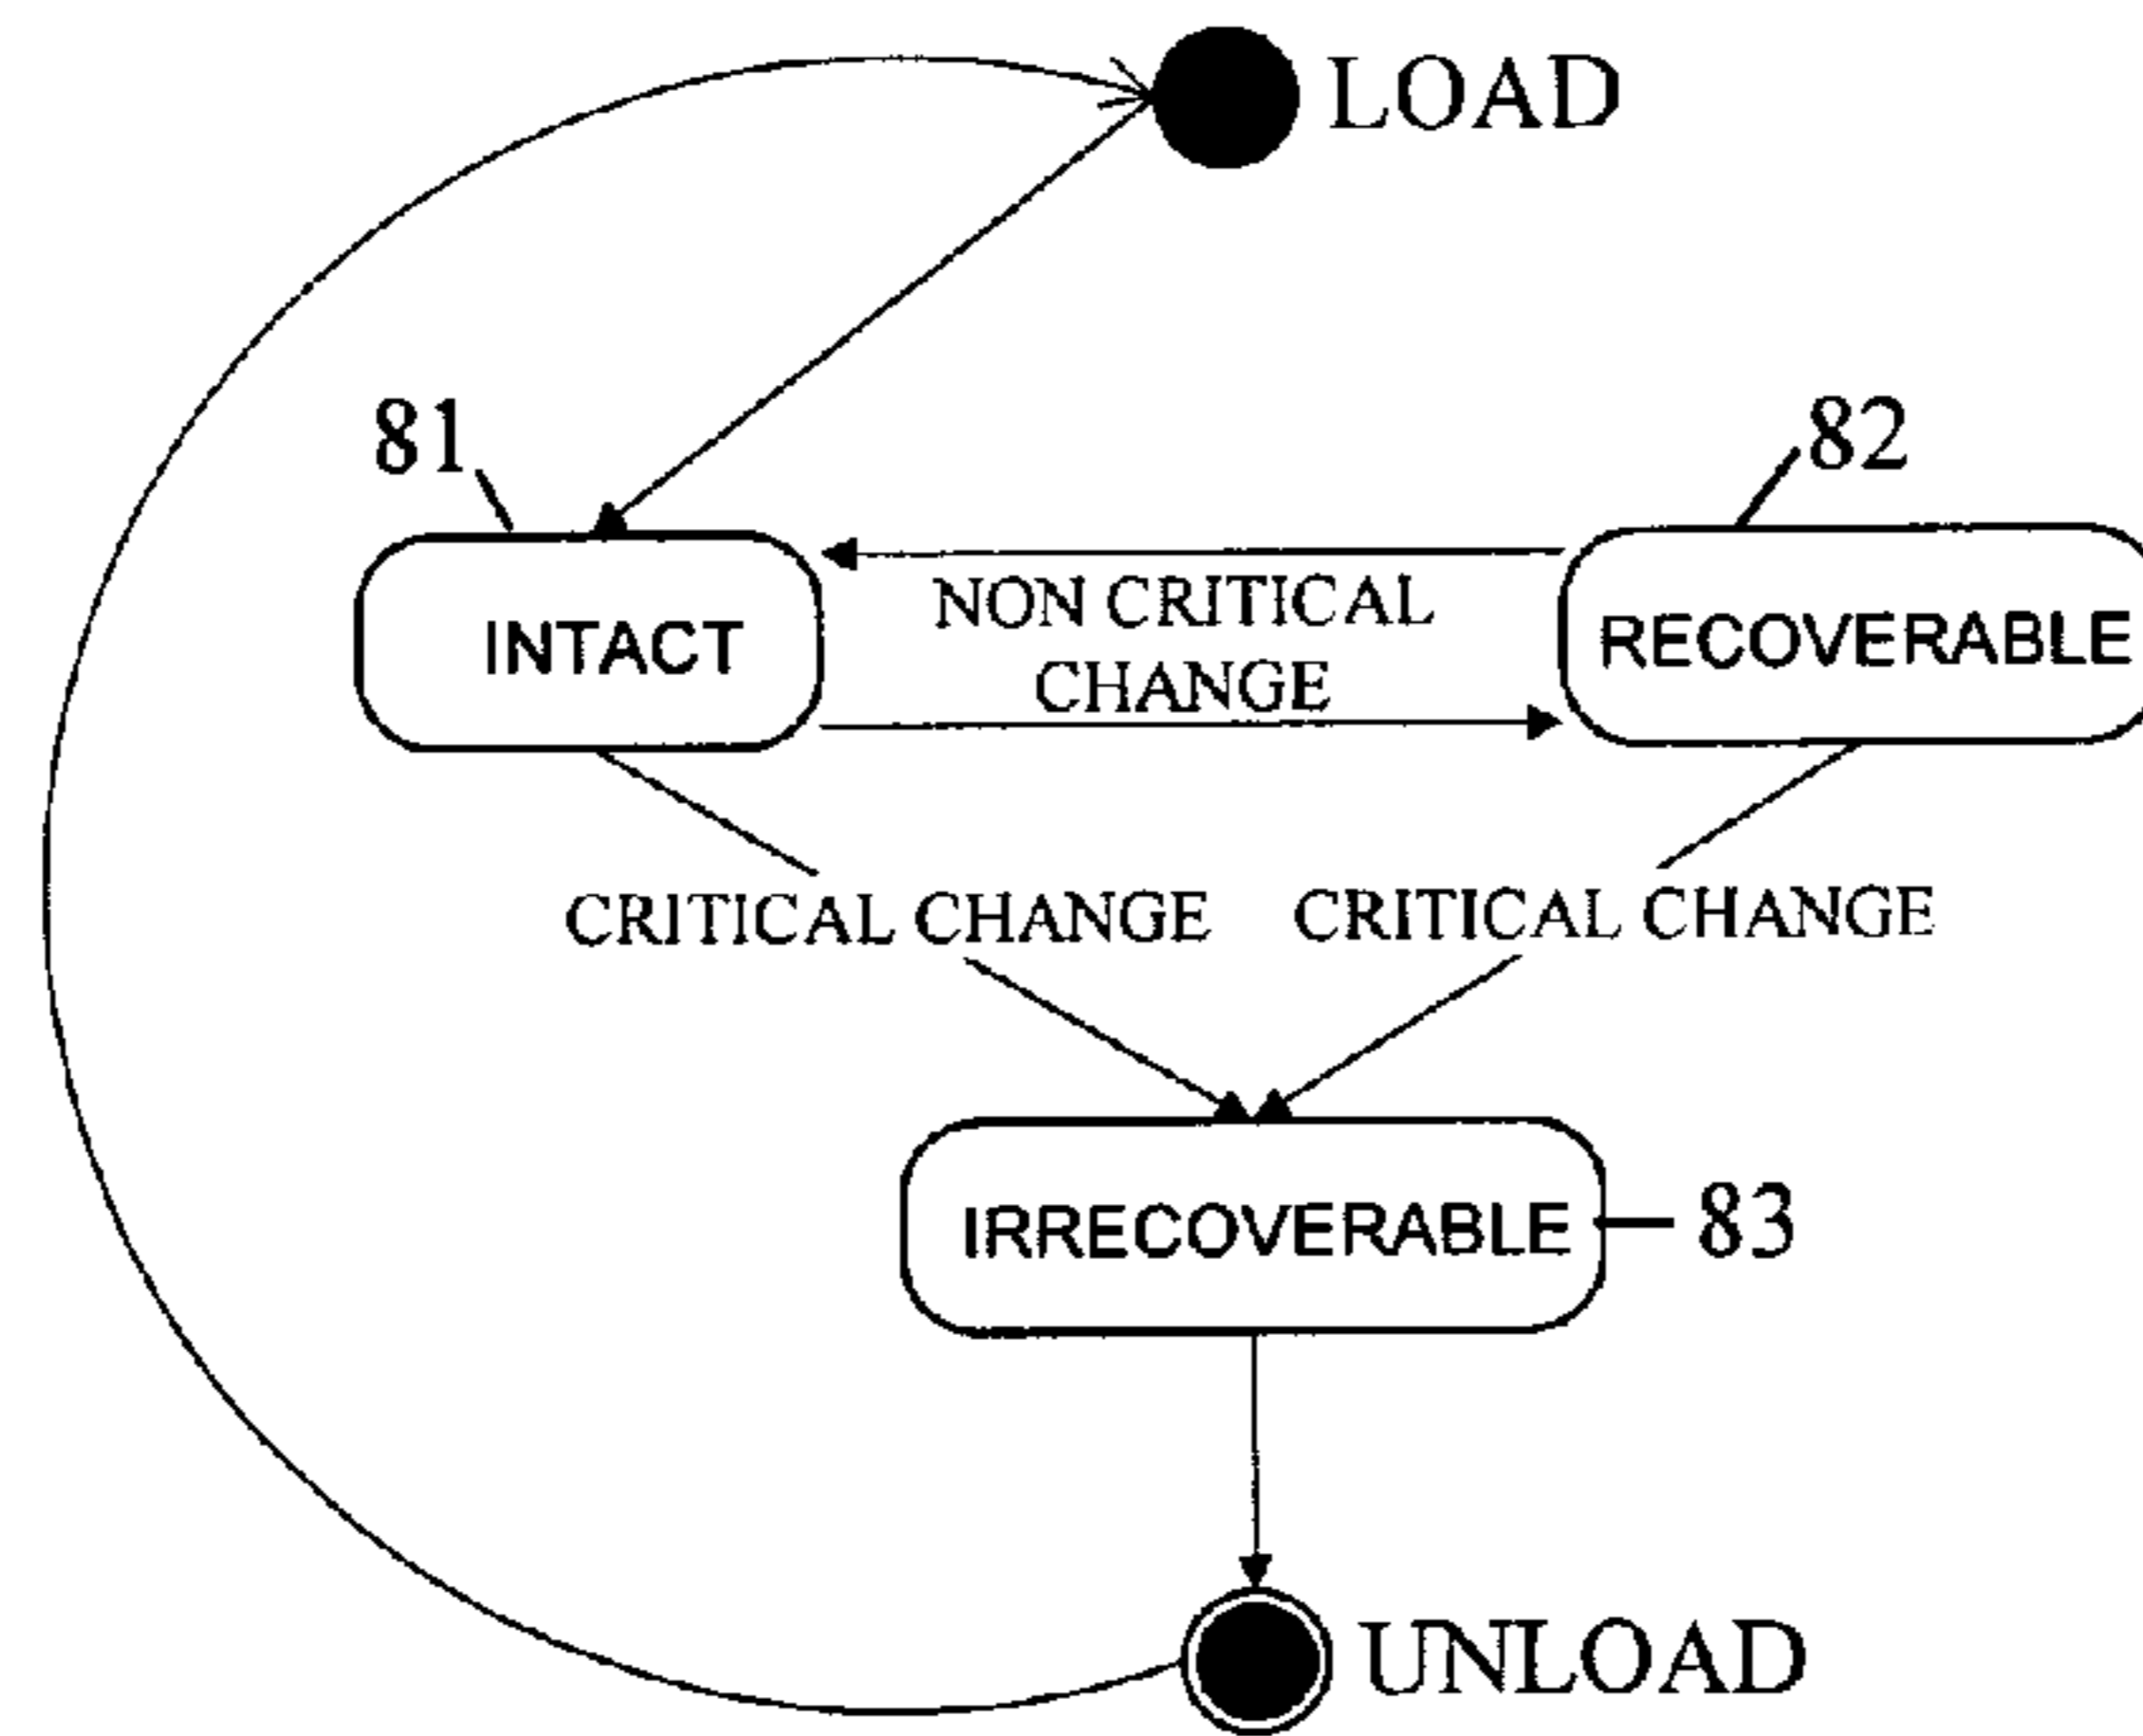 LOAD
81
82
INTACT
NON CRITICAL
CHANGE
RECOVERABLE
CRITICAL CHANGE
CRITICAL CHANGE
IRRECOVERABLE
83
UNLOAD